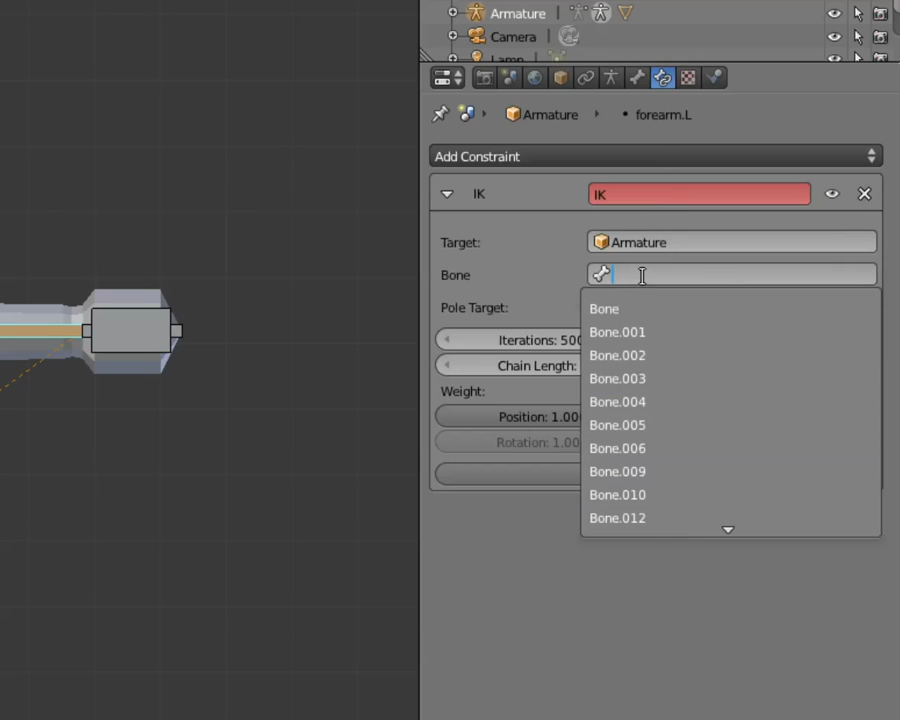 Armature
Camera
Lamp
Armature
forearm.L
Add Constraint
IK
IK
Target:
Armature
Bone
Pole Target:
Iterations: 500
Chain Length:
Weight:
Position: 1.00
Rotation: 1.00
Bone
Bone.001
Bone.002
Bone.003
Bone.004
Bone.005
Bone.006
Bone.009
Bone.010
Bone.012